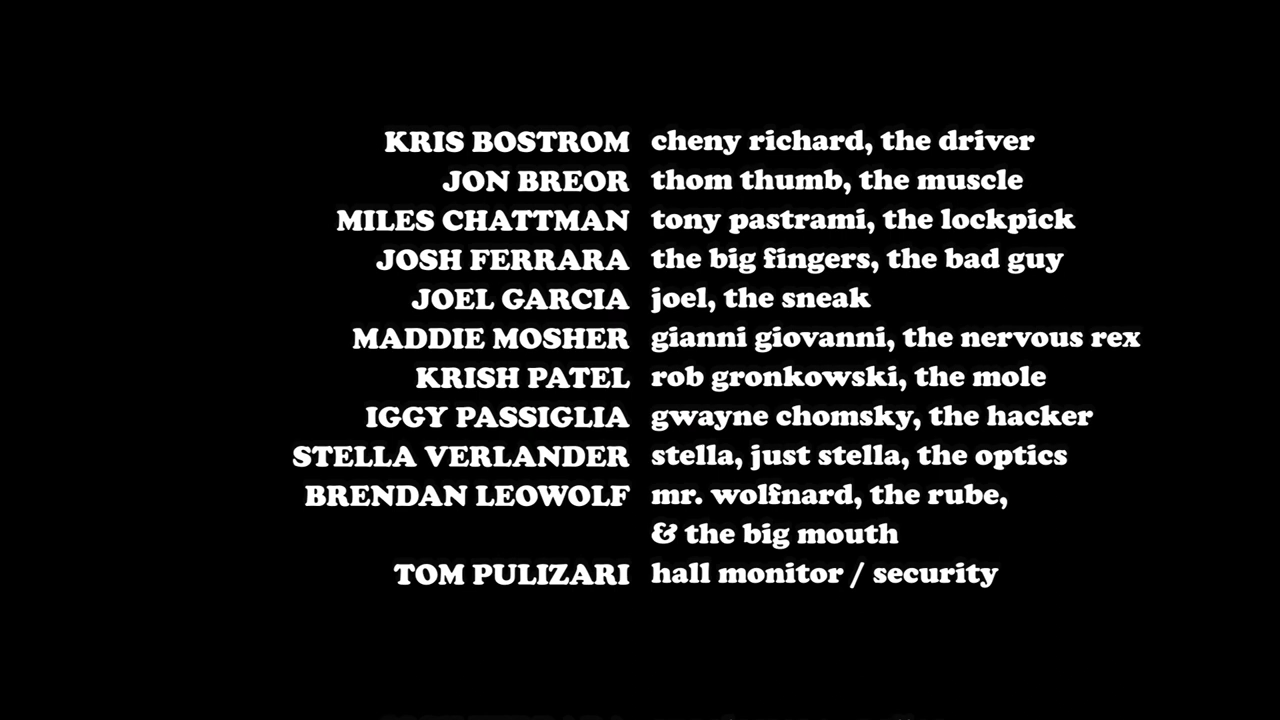 KRIS BOSTROM cheny richard, the driver
JON BREOR thom thumb, the muscle
MILES CHATTMAN tony pastrami, the lockpick
JOSH FERRARA the big fingers, the bad guy
JOEL GARCIA joel, the sneak
MADDIE MOSHER gianni giovanni, the nervous rex
KRISH PATEL rob gronkowski, the mole
IGGY PASSIGLIA gwayne chomsky, the hacker
STELLA VERLANDER stella, just stella, the optics
BRENDAN LEOWOLF mr. wolfnard, the rube,
& the big mouth
TOM PULIZARI hall monitor / security